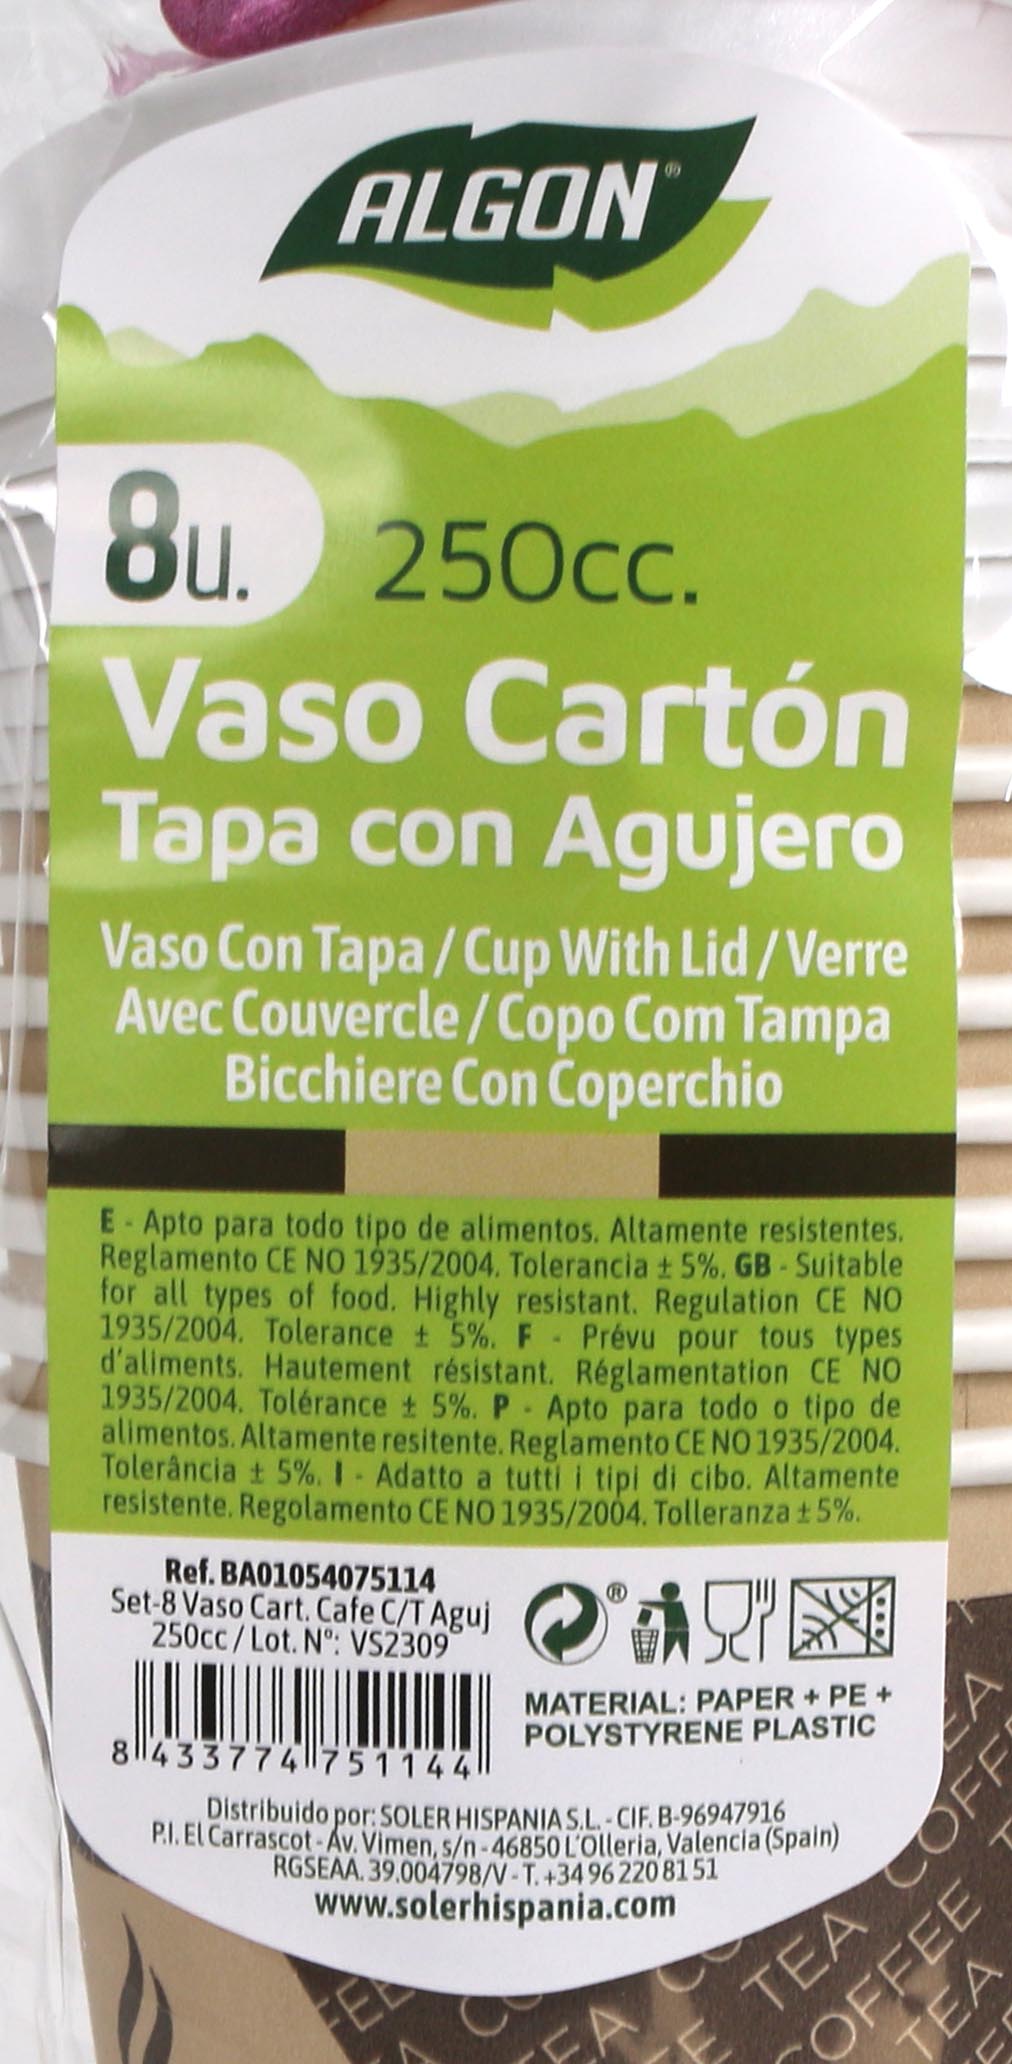 ALGON®
8u. 250cc.
Vaso Cartón
Tapa con Agujero
Vaso Con Tapa / Cup With Lid / Verre
Avec Couvercle / Copo Com Tampa
Bicchiere Con Coperchio
E - Apto para todo tipo de alimentos. Altamente resistentes.
Reglamento CE NO 1935/2004. Tolerancia ± 5%. GB - Suitable
for all types of food. Highly resistant. Regulation CE NO
1935/2004. Tolerance ± 5%. F - Prévu pour tous types
d'aliments. Hautement résistant. Réglamentation CE NO
1935/2004. Tolérance ± 5%. P - Apto para todo o tipo de
alimentos. Altamente resitente. Reglamento CE NO 1935/2004.
Tolerância ± 5%. I - Adatto a tutti i tipi di cibo. Altamente
resistente. Regolamento CE NO 1935/2004. Tolleranza ± 5%.
Ref. BA01054075114
Set-8 Vaso Cart. Cafe C/T Aguj
250cc / Lot. Nº: VS2309
8 433774 751144
®
MATERIAL: PAPER + PE +
POLYSTYRENE PLASTIC
Distribuido por: SOLER HISPANIA S.L. - CIF. B-96947916
P.I. El Carrascot - Av. Vimen, s/n - 46850 L'Olleria, Valencia (Spain)
RGSEAA. 39.004798/V - T. +34 96 220 81 51
www.solerhispania.com
TEA COFFEE
COFFEE
TEA